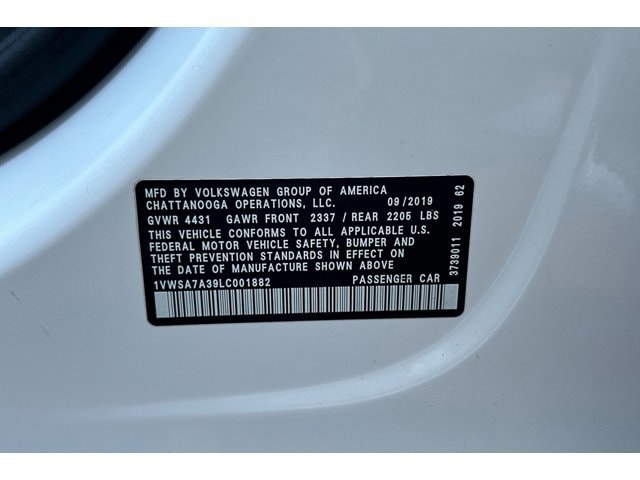 MFD BY VOLKSWAGEN GROUP OF AMERICA
CHATTANOOGA OPERATIONS, LLC. 09/2019
GVWR 4431 GAWR FRONT 2337 / REAR 2205 LBS
THIS VEHICLE CONFORMS TO ALL APPLICABLE U.S.
FEDERAL MOTOR VEHICLE SAFETY, BUMPER AND
THEFT PREVENTION STANDARDS IN EFFECT ON
THE DATE OF MANUFACTURE SHOWN ABOVE
1VWSA7A39LC001882 PASSENGER CAR
3739011 2019 62